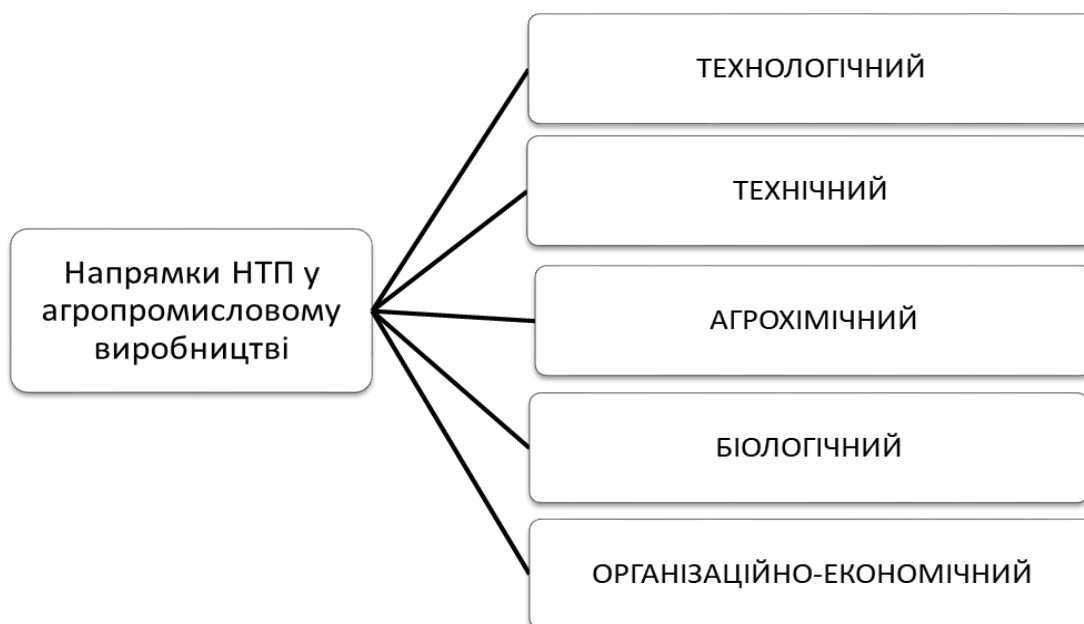 Напрямки НТП у
агропромисловому
виробництві
ТЕХНОЛОГІЧНИЙ
ТЕХНІЧНИЙ
АГРОХІМІЧНИЙ
БІОЛОГІЧНИЙ
ОРГАНІЗАЦІЙНО-ЕКОНОМІЧНИЙ